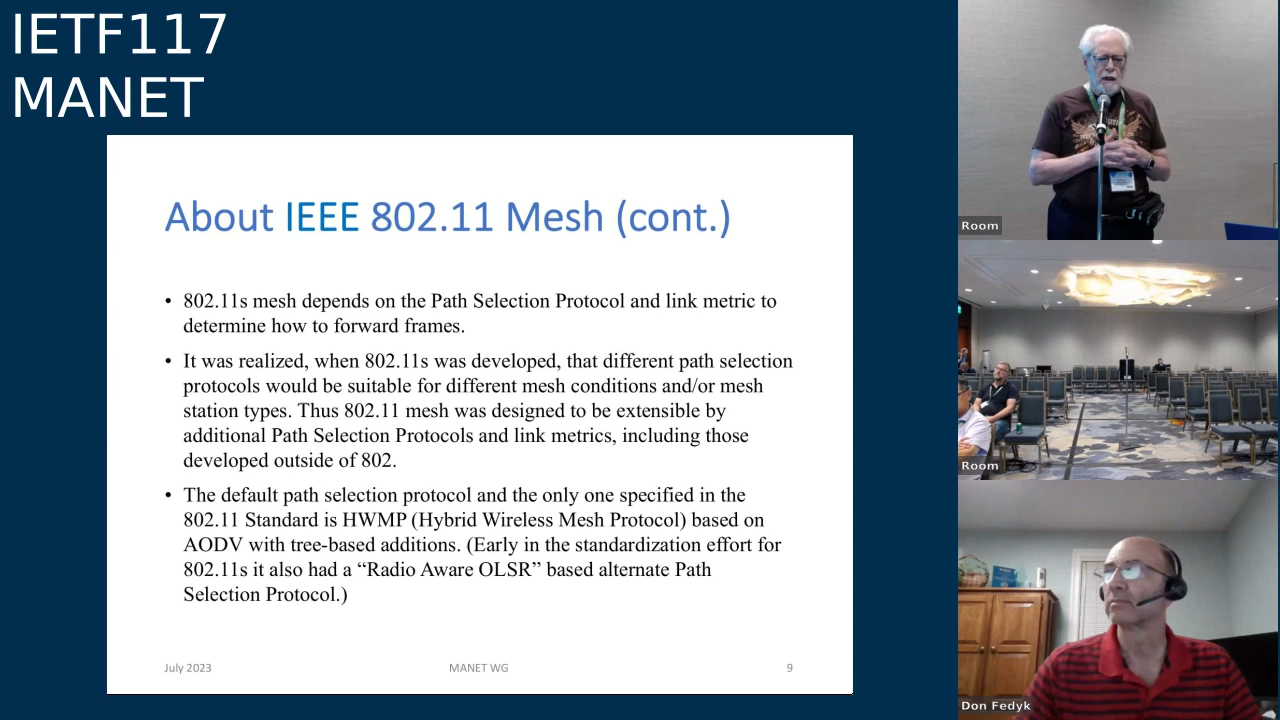 IETF117
MANET
About IEEE 802.11 Mesh (cont.)
• 802.11s mesh depends on the Path Selection Protocol and link metric to
determine how to forward frames.
• It was realized, when 802.11s was developed, that different path selection
protocols would be suitable for different mesh conditions and/or mesh
station types. Thus 802.11 mesh was designed to be extensible by
additional Path Selection Protocols and link metrics, including those
developed outside of 802.
• The default path selection protocol and the only one specified in the
802.11 Standard is HWMP (Hybrid Wireless Mesh Protocol) based on
AODV with tree-based additions. (Early in the standardization effort for
802.11s it also had a “Radio Aware OLSR” based alternate Path
Selection Protocol.)
July 2023
MANET WG
9
Room
Room
Don Fedyk